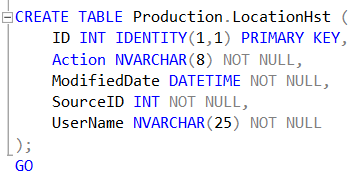 CREATE TABLE Production.LocationHst (
    ID INT IDENTITY(1,1) PRIMARY KEY,
    Action NVARCHAR(8) NOT NULL,
    ModifiedDate DATETIME NOT NULL,
    SourceID INT NOT NULL,
    UserName NVARCHAR(25) NOT NULL
);
GO